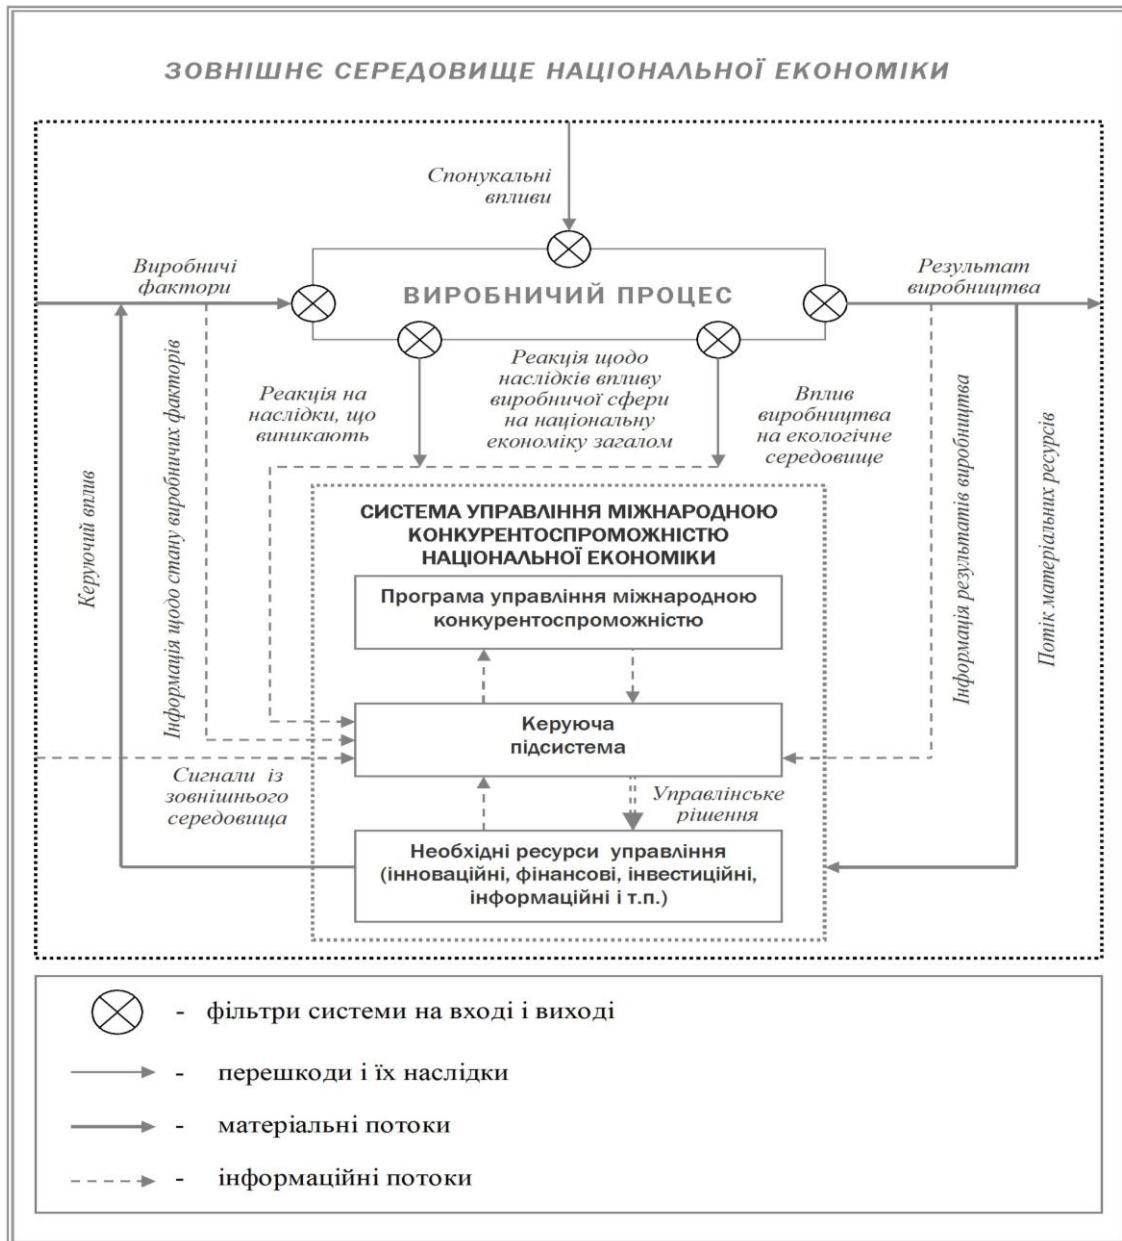 ЗОВНІШНЄ СЕРЕДОВИЩЕ НАЦІОНАЛЬНОЇ ЕКОНОМІКИ
Спонукальні
впливи
Виробничі
фактори
ВИРОБНИЧИЙ ПРОЦЕС
Результат
виробництва
Реакція на
наслідки, що
виникають
Реакція щодо
наслідків впливу
виробничої сфери
на національну
економіку загалом
Вплив
виробництва
на екологічне
середовище
Керуючий вплив
Інформація щодо стану виробничих факторів
Інформація результатів виробництва
Потік матеріальних ресурсів
СИСТЕМА УПРАВЛІННЯ МІЖНАРОДНОЮ
КОНКУРЕНТОСПРОМОЖНІСТЮ
НАЦІОНАЛЬНОЇ ЕКОНОМІКИ
Програма управління міжнародною
конкурентоспроможністю
Керуюча
підсистема
Сигнали із
зовнішнього
середовища
Управлінське
рішення
Необхідні ресурси управління
(інноваційні, фінансові, інвестиційні,
інформаційні і т.п.)
- фільтри системи на вході і виході
- перешкоди і їх наслідки
- матеріальні потоки
- інформаційні потоки